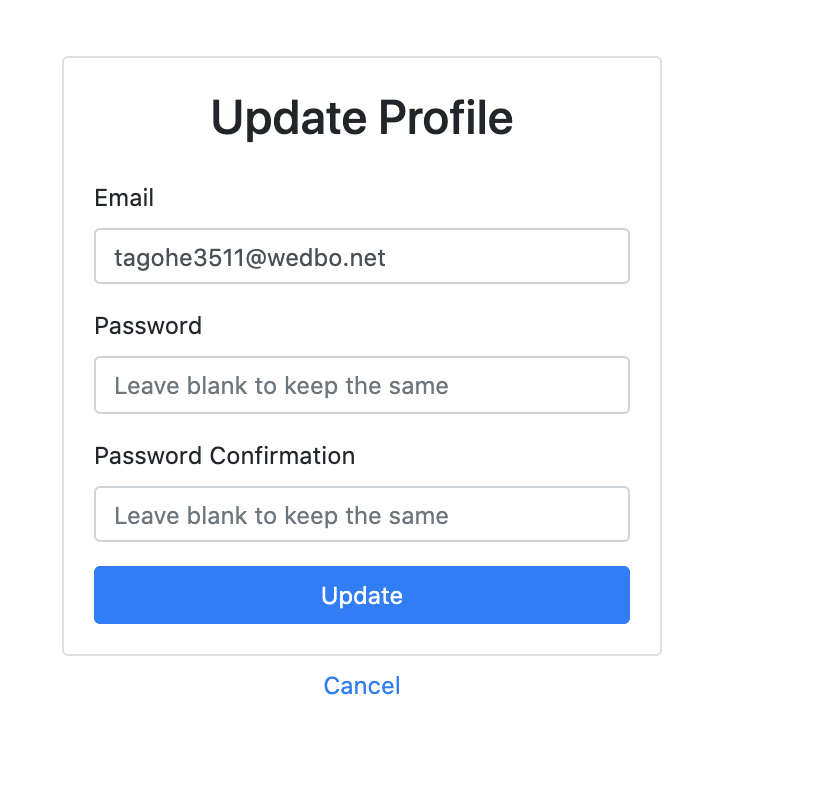 Update Profile
Email
tagohe3511@wedbo.net
Password
Leave blank to keep the same
Password Confirmation
Leave blank to keep the same
Update
Cancel